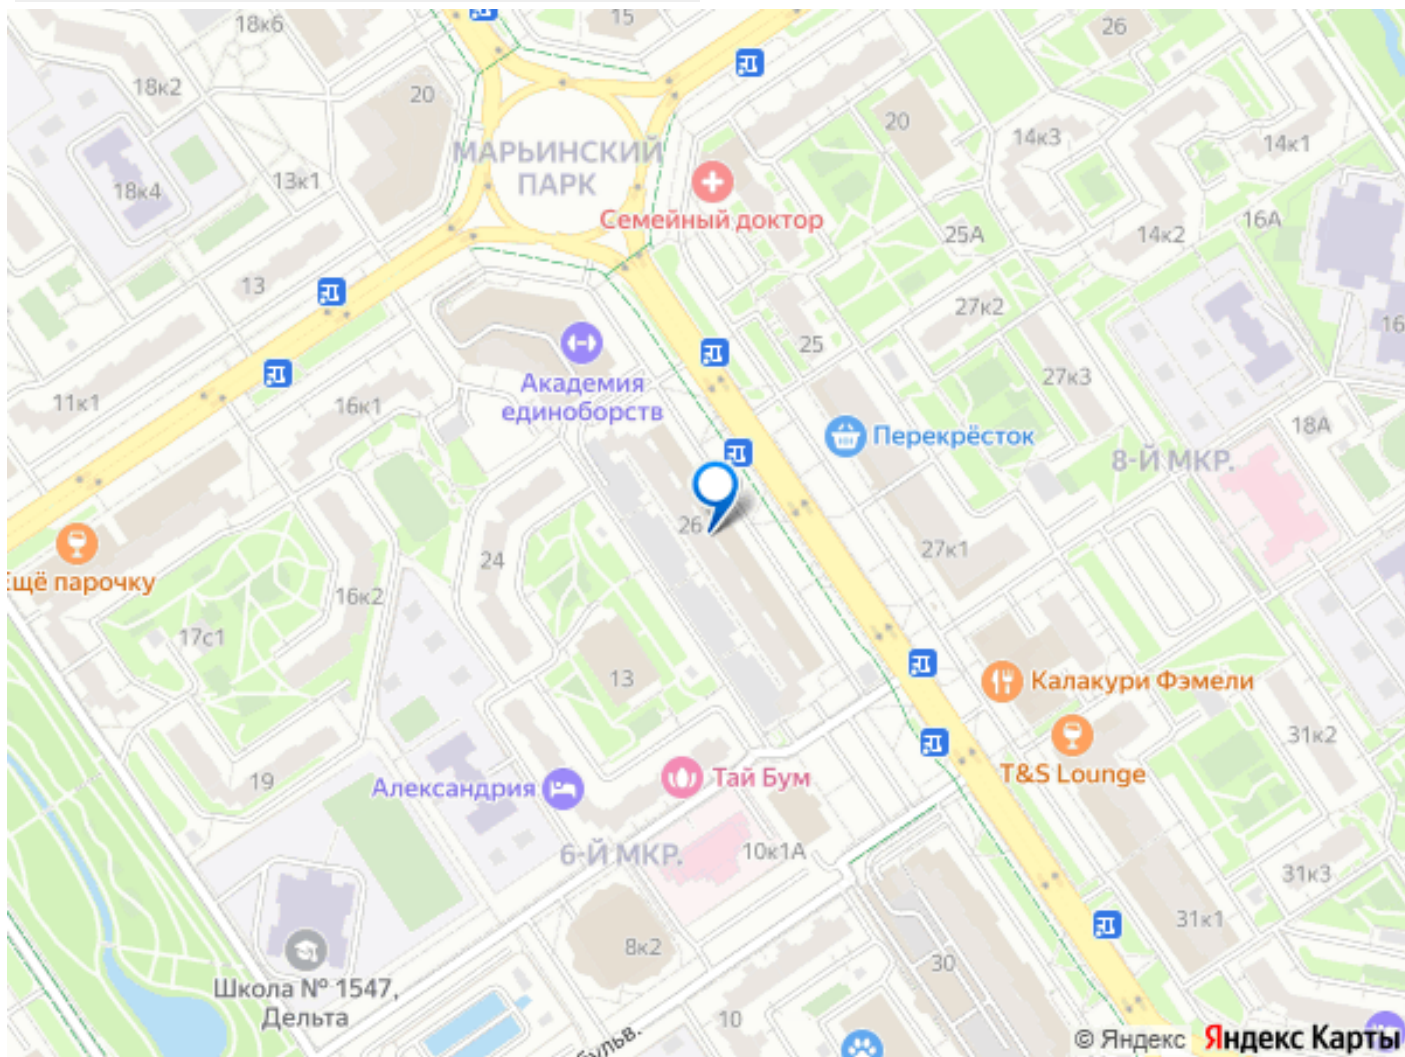 18к6
15
26
18к2
20
20
14к3
14к1
МАРЬИНСКИЙ
ПАРК
13к1
18к4
Семейный доктор
25А
14к2
16А
13
27к2
16
25
27к3
Академия
единоборств
11к1
16к1
Перекрёсток
18А
8-Й МКР.
26
27к1
24
Ещё парочку
16к2
17с1
13
Калакури Фэмели
31к2
19
Александрия
Тай Бум
T&S Lounge
6-Й МКР.
10к1А
31к3
31к1
8к2
30
Школа № 1547,
Дельта
10
бульв.
© Яндекс Яндекс Карты